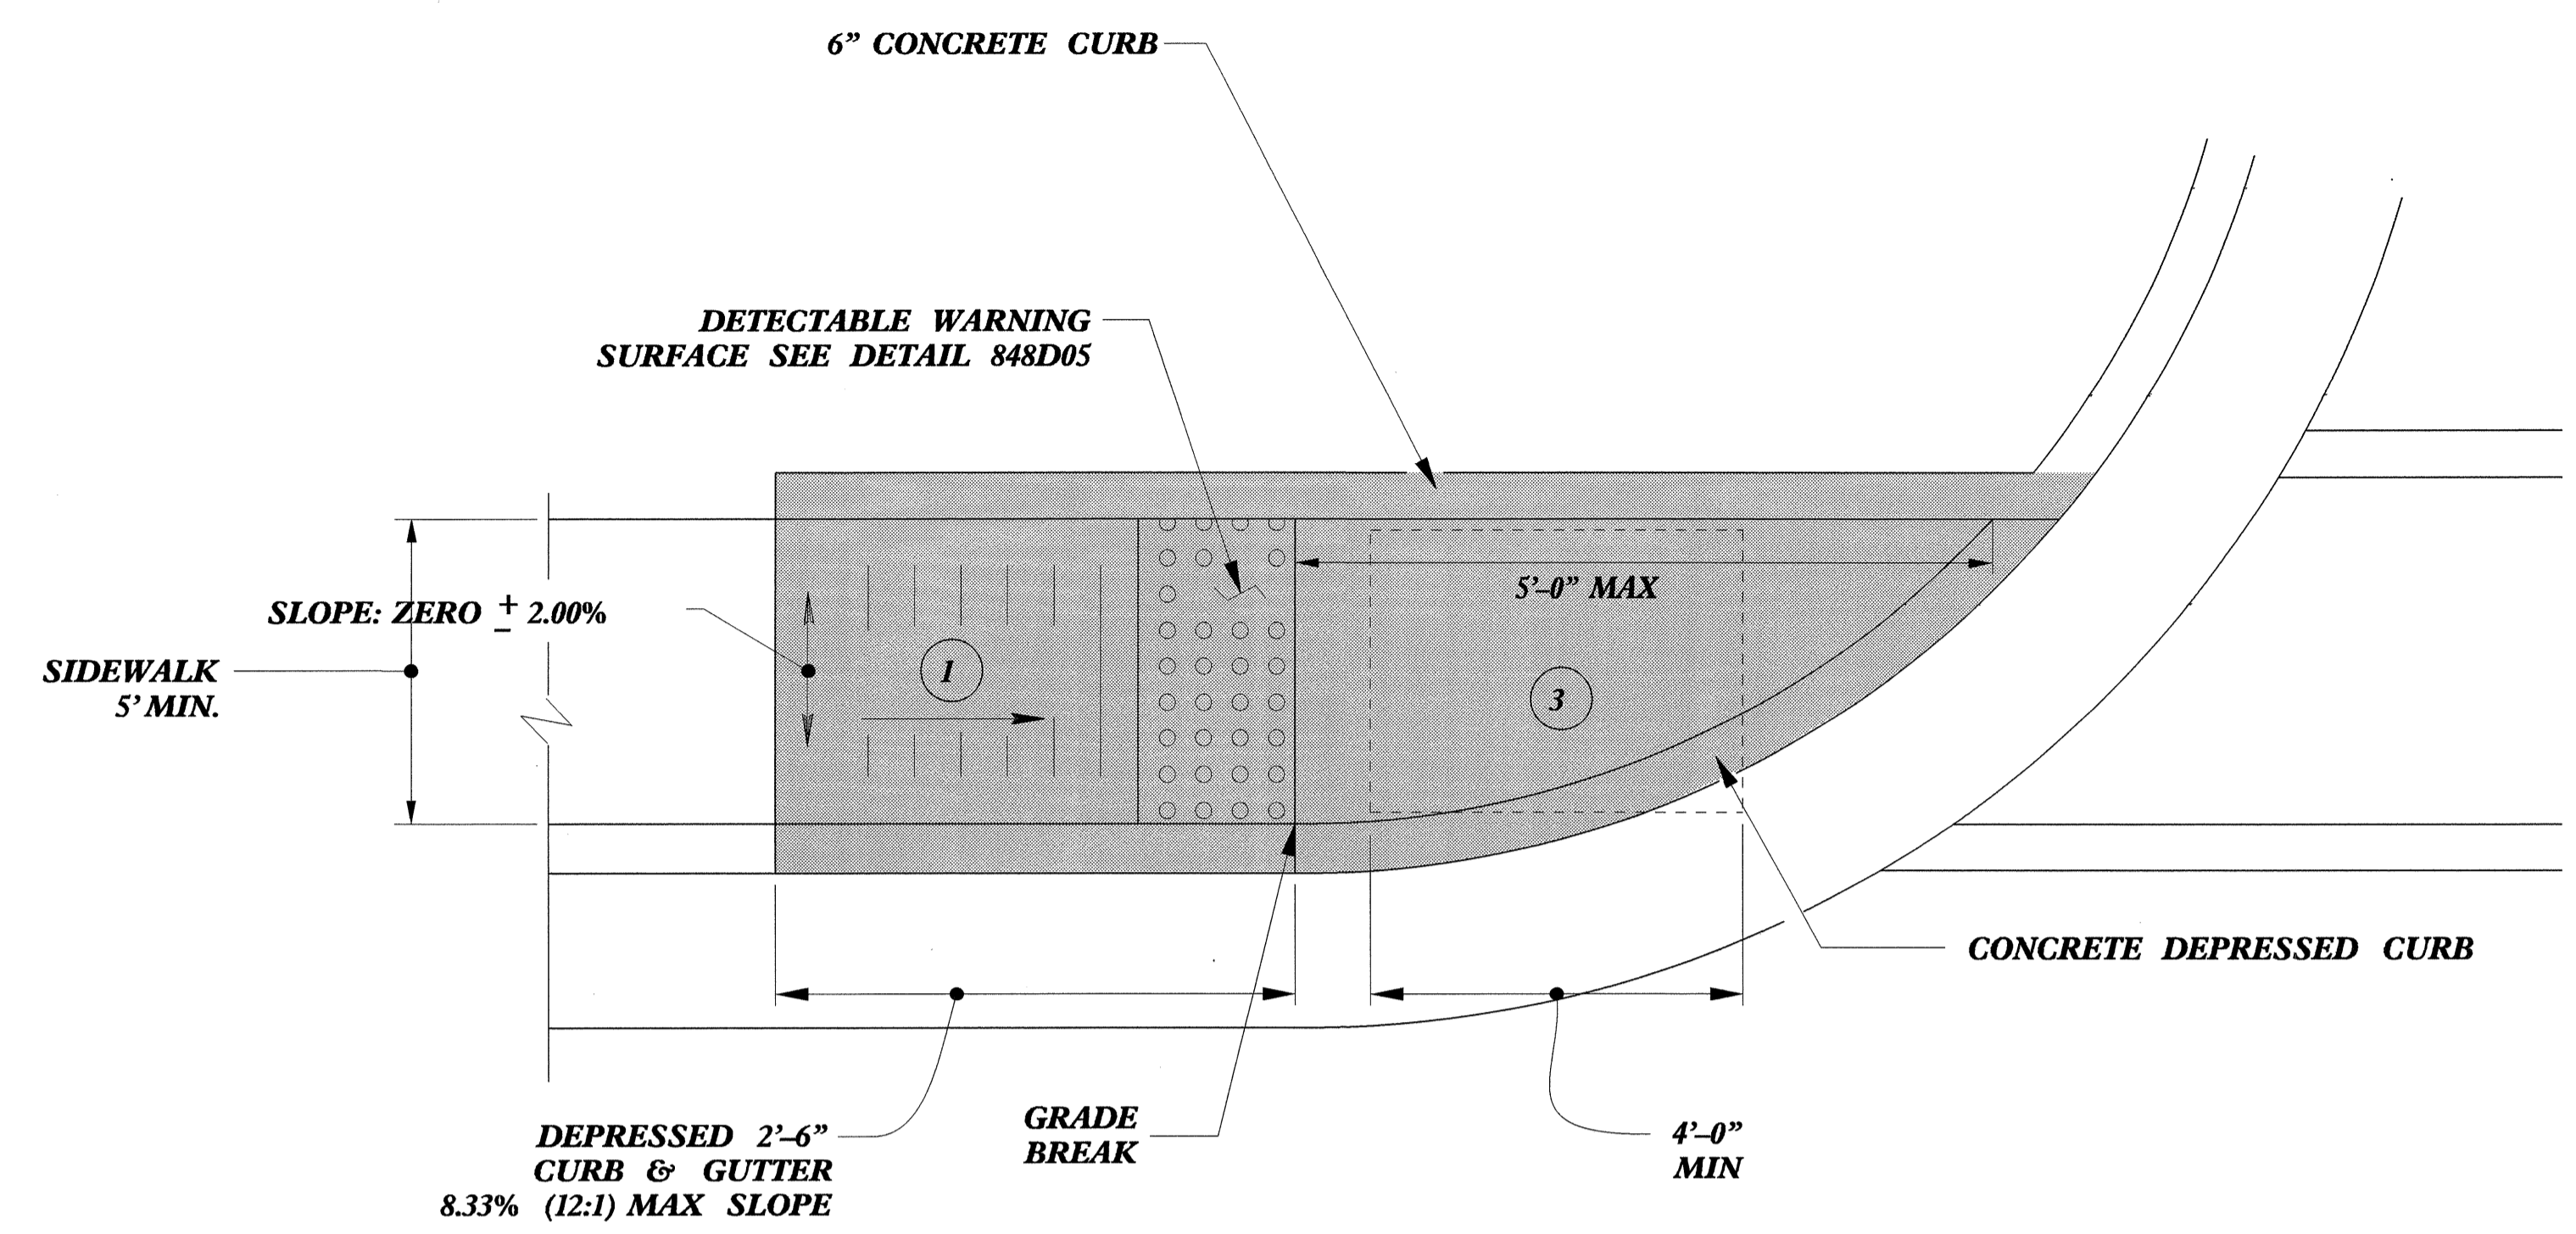 6” CONCRETE CURB
DETECTABLE WARNING
SURFACE SEE DETAIL 848D05
5’–0” MAX
SLOPE: ZERO ± 2.00%
SIDEWALK
5’ MIN.
1
3
CONCRETE DEPRESSED CURB
DEPRESSED 2’–6”
CURB & GUTTER
8.33% (12:1) MAX SLOPE
GRADE
BREAK
4’–0”
MIN